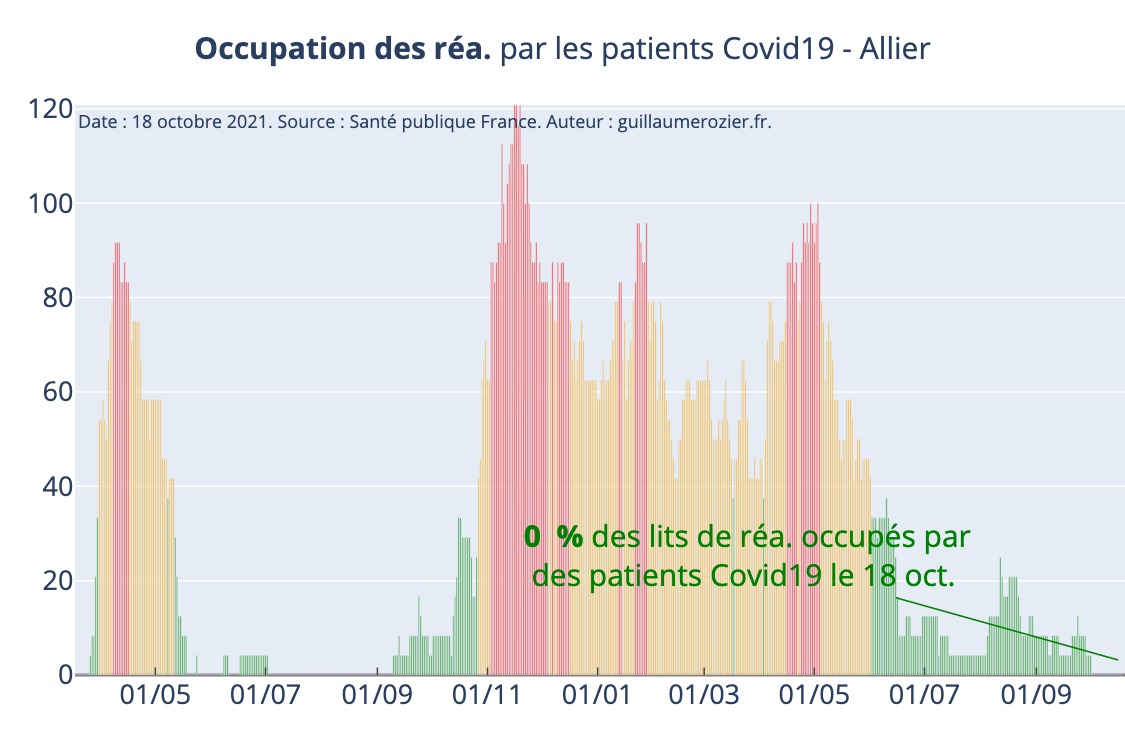 Occupation des réa. par les patients Covid19 - Allier
120
Date : 18 octobre 2021. Source : Santé publique France. Auteur : guillaumerozier.fr.
100
80
60
40
0 % des lits de réa. occupés par
des patients Covid19 le 18 oct.
20
0
01/05 01/07 01/09 01/11 01/01 01/03 01/05 01/07 01/09